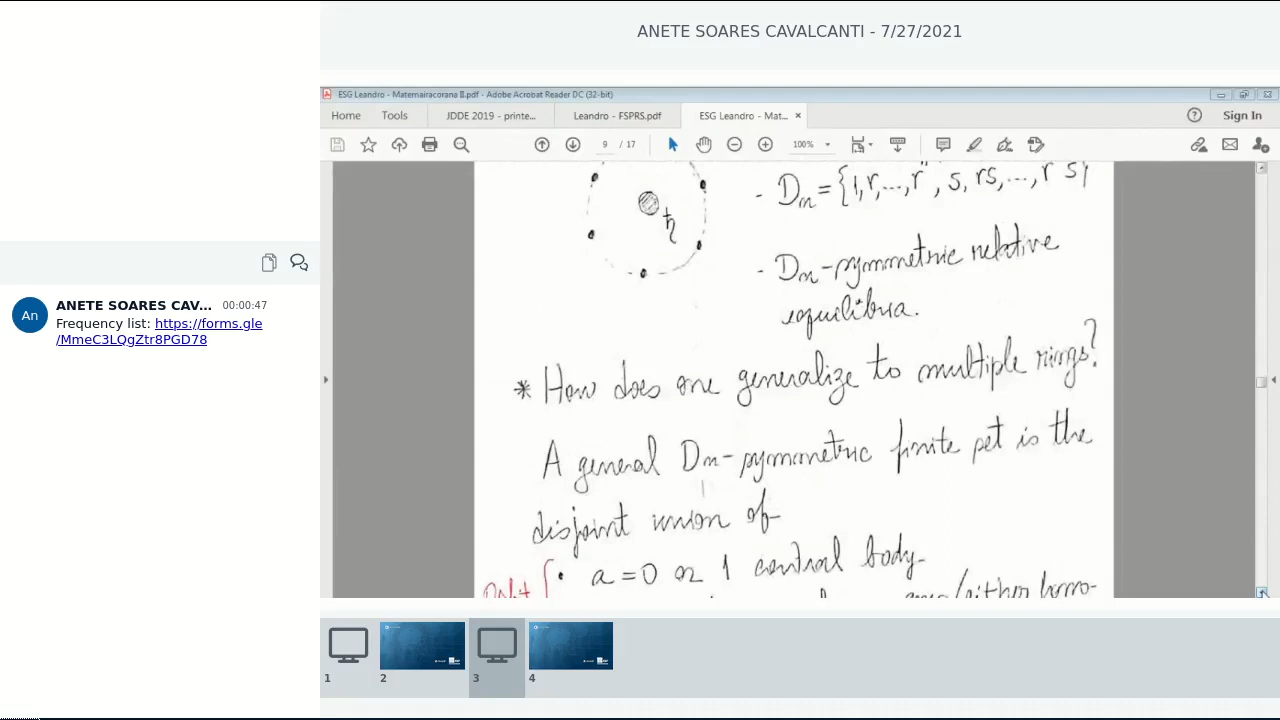 ANETE SOARES CAVALCANTI - 7/27/2021
ESG Leandro - Matemairacorana II.pdf - Adobe Acrobat Reader DC (32-bit)
Home Tools JDDE 2019 - printe... Leandro - FSPRS.pdf ESG Leandro - Mat... × Sign In
9 / 17 100%
- Dn = {1, r, ..., r , s, rs, ..., r s}
♄
- Dn-symmetric relative
equilibria.
* How does one generalize to multiple rings?
A general Dn-symmetric finite set is the
disjoint union of
Orbit
• a = 0 or 1 central body
/either homo-
An
ANETE SOARES CAV... 00:00:47
Frequency list: https://forms.gle
/MmeC3LQgZtr8PGD78
1 2 3 4